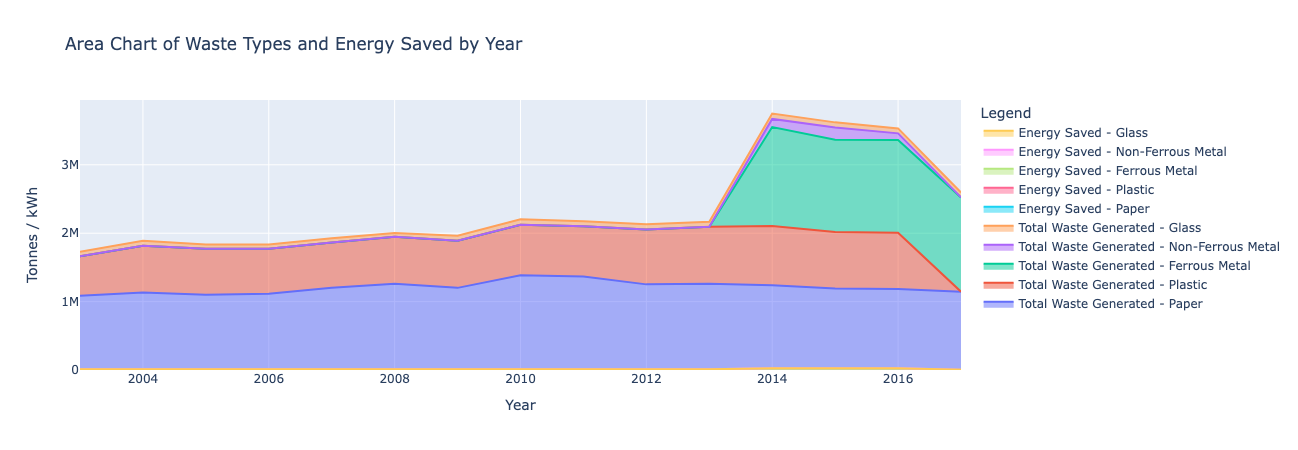 Area Chart of Waste Types and Energy Saved by Year
Legend
Energy Saved - Glass
Energy Saved - Non-Ferrous Metal
Energy Saved - Ferrous Metal
Energy Saved - Plastic
Energy Saved - Paper
Total Waste Generated - Glass
Total Waste Generated - Non-Ferrous Metal
Total Waste Generated - Ferrous Metal
Total Waste Generated - Plastic
Total Waste Generated - Paper
Tonnes / kWh
3M
2M
1M
0
2004 2006 2008 2010 2012 2014 2016
Year